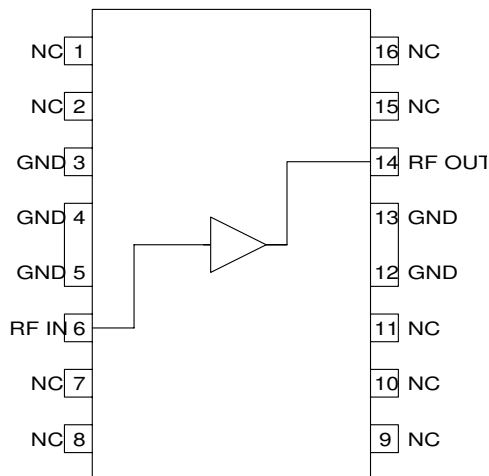 NC 1 16 NC
NC 2 15 NC
GND 3 14 RF OUT
GND 4 13 GND
GND 5 12 GND
RF IN 6 11 NC
NC 7 10 NC
NC 8 9 NC